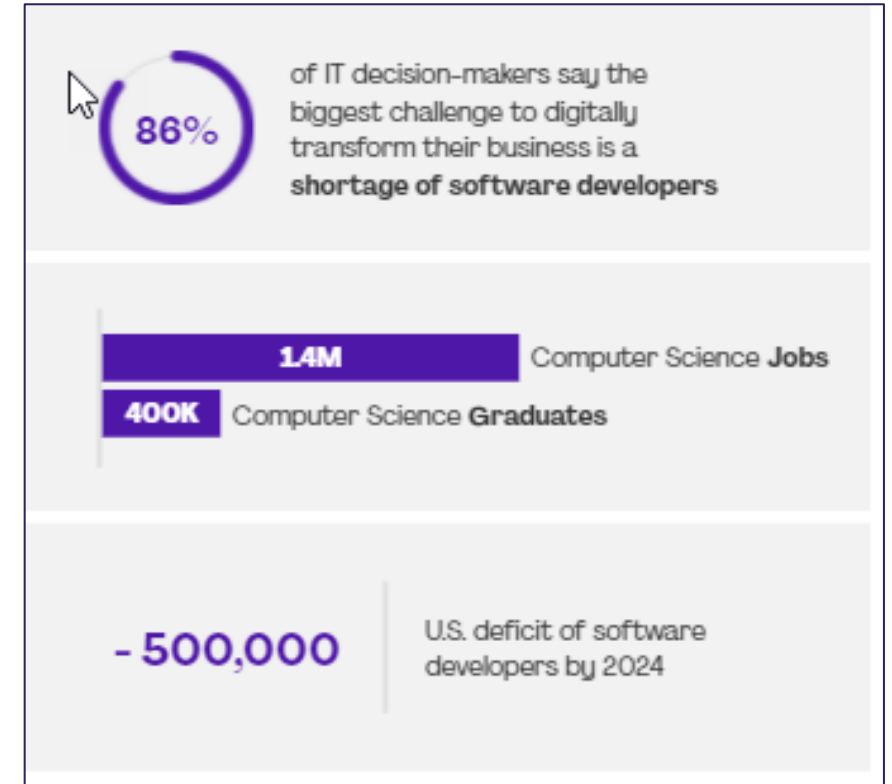 86%
of IT decision-makers say the
biggest challenge to digitally
transform their business is a
shortage of software developers
1.4M Computer Science Jobs
400K Computer Science Graduates
- 500,000
U.S. deficit of software
developers by 2024